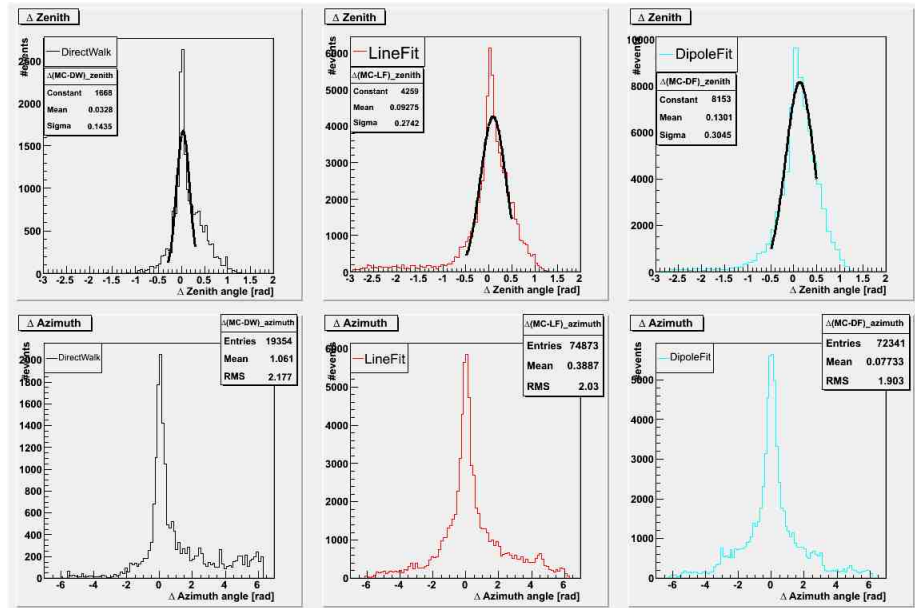 Δ Zenith
#events
DirectWalk
Δ(MC-DW)_zenith
Constant 1668
Mean 0.0328
Sigma 0.1435
2500
2000
1500
1000
500
0
-3 -2.5 -2 -1.5 -1 -0.5 0 0.5 1 1.5 2
Δ Zenith angle [rad]
Δ Zenith
#events
LineFit
Δ(MC-LF)_zenith
Constant 4259
Mean 0.09275
Sigma 0.2742
6000
5000
4000
3000
2000
1000
0
-3 -2.5 -2 -1.5 -1 -0.5 0 0.5 1 1.5 2
Δ Zenith angle [rad]
Δ Zenith
#events
DipoleFit
Δ(MC-DF)_zenith
Constant 8153
Mean 0.1301
Sigma 0.3045
10000
8000
6000
4000
2000
0
-3 -2.5 -2 -1.5 -1 -0.5 0 0.5 1 1.5 2
Δ Zenith angle [rad]
Δ Azimuth
#events
DirectWalk
Δ(MC-DW)_azimuth
Entries 19354
Mean 1.061
RMS 2.177
2000
1800
1600
1400
1200
1000
800
600
400
200
0
-6 -4 -2 0 2 4 6
Δ Azimuth angle [rad]
Δ Azimuth
#events
LineFit
Δ(MC-LF)_azimuth
Entries 74873
Mean 0.3887
RMS 2.03
6000
5000
4000
3000
2000
1000
0
-6 -4 -2 0 2 4 6
Δ Azimuth angle [rad]
Δ Azimuth
#events
DipoleFit
Δ(MC-DF)_azimuth
Entries 72341
Mean 0.07733
RMS 1.903
5000
4000
3000
2000
1000
0
-6 -4 -2 0 2 4 6
Δ Azimuth angle [rad]